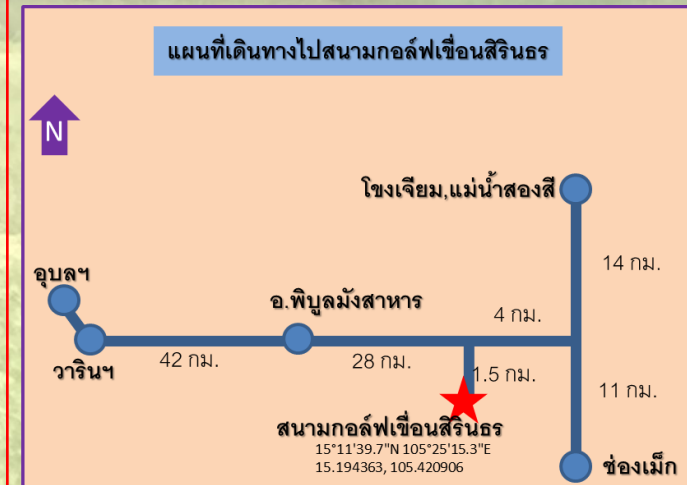 แผนที่เดินทางไปสนามกอล์ฟเขื่อนสิรินธร
N
โขงเจียม,แม่น้ำสองสี
14 กม.
อุบลฯ
อ.พิบูลมังสาหาร
4 กม.
วารินฯ
42 กม.
28 กม.
1.5 กม.
11 กม.
สนามกอล์ฟเขื่อนสิรินธร
15°11'39.7"N 105°25'15.3"E
15.194363, 105.420906
ช่องเม็ก